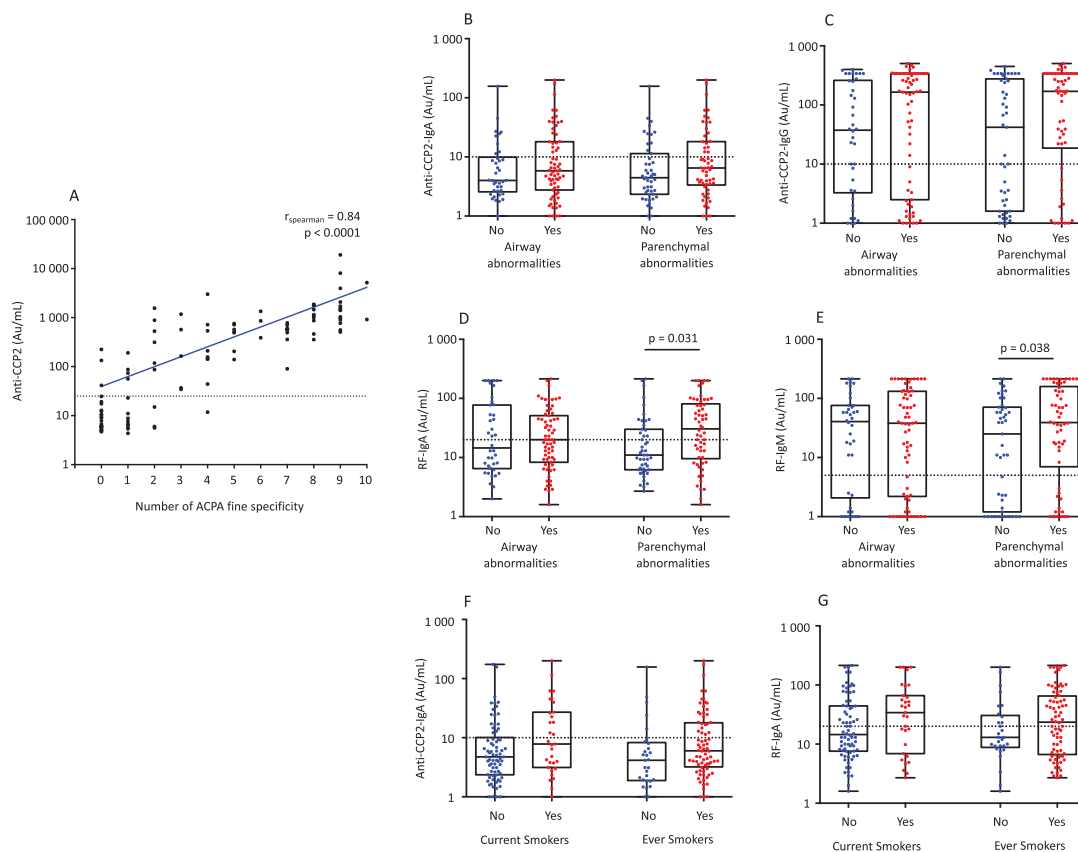 A
r_spearman = 0.84
p < 0.0001
100 000
10 000
1 000
100
10
1
Anti-CCP2 (Au/mL)
0 1 2 3 4 5 6 7 8 9 10
Number of ACPA fine specificity
B
1 000
100
10
1
Anti-CCP2-IgA (Au/mL)
No Yes No Yes
Airway abnormalities
Parenchymal abnormalities
C
1 000
100
10
1
Anti-CCP2-IgG (Au/mL)
No Yes No Yes
Airway abnormalities
Parenchymal abnormalities
D
p = 0.031
1 000
100
10
1
RF-IgA (Au/mL)
No Yes No Yes
Airway abnormalities
Parenchymal abnormalities
E
p = 0.038
1 000
100
10
1
RF-IgM (Au/mL)
No Yes No Yes
Airway abnormalities
Parenchymal abnormalities
F
1 000
100
10
1
Anti-CCP2-IgA (Au/mL)
No Yes No Yes
Current Smokers Ever Smokers
G
1 000
100
10
1
RF-IgA (Au/mL)
No Yes No Yes
Current Smokers Ever Smokers